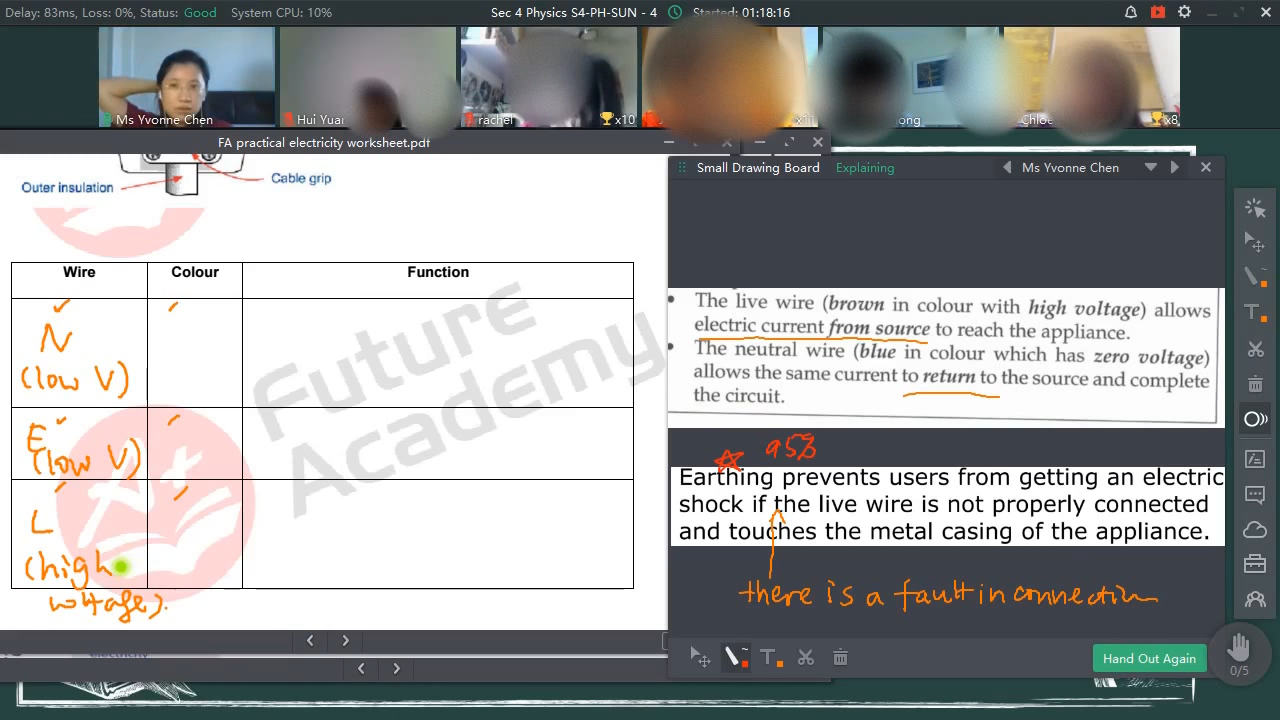 Delay: 83ms, Loss: 0%, Status: Good System CPU: 10%
Sec 4 Physics S4-PH-SUN - 4 Started: 01:18:16
Ms Yvonne Chen
Hui Yuan
rachel x10
ong
Chloe x8
FA practical electricity worksheet.pdf
Outer insulation
Cable grip
Wire Colour Function
N
(low V)
E
(low V)
L
(high
voltage).
Future
Academy
A+
electricity
Small Drawing Board Explaining Ms Yvonne Chen
• The live wire (brown in colour with high voltage) allows
electric current from source to reach the appliance.
• The neutral wire (blue in colour which has zero voltage)
allows the same current to return to the source and complete
the circuit.
95%
Earthing prevents users from getting an electric
shock if the live wire is not properly connected
and touches the metal casing of the appliance.
there is a fault in connection
Hand Out Again
0/5